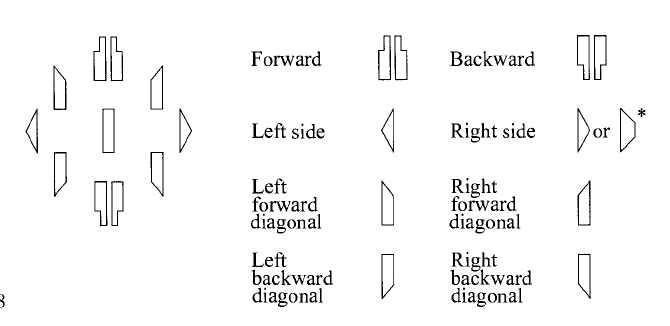 Forward
Backward
Left side
Right side
or
*
Left
forward
diagonal
Right
forward
diagonal
Left
backward
diagonal
Right
backward
diagonal
8